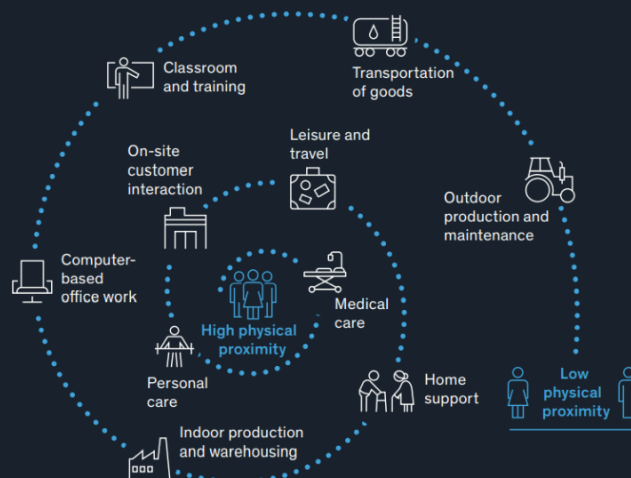 Classroom
and training
Transportation
of goods
On-site
customer
interaction
Leisure and
travel
Outdoor
production and
maintenance
Computer-
based
office work
High physical
proximity
Medical
care
Personal
care
Home
support
Low
physical
proximity
Indoor production
and warehousing